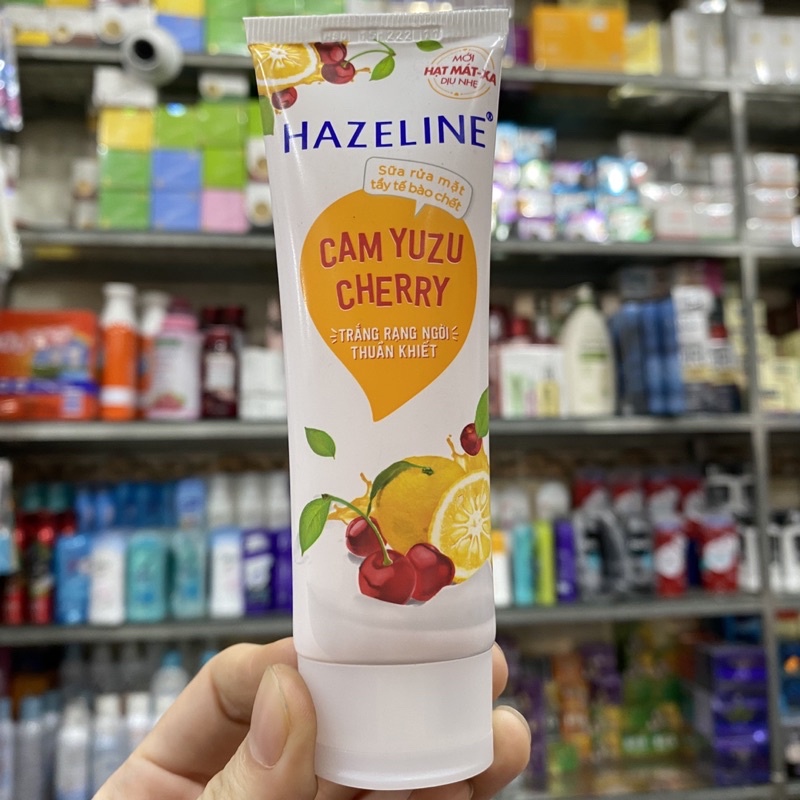 MỚI
HẠT MÁT-XA
DỊU NHẸ
HAZELINE®
Sữa rửa mặt
tẩy tế bào chết
CAM YUZU
CHERRY
TRẮNG RẠNG NGỜI
THUẦN KHIẾT